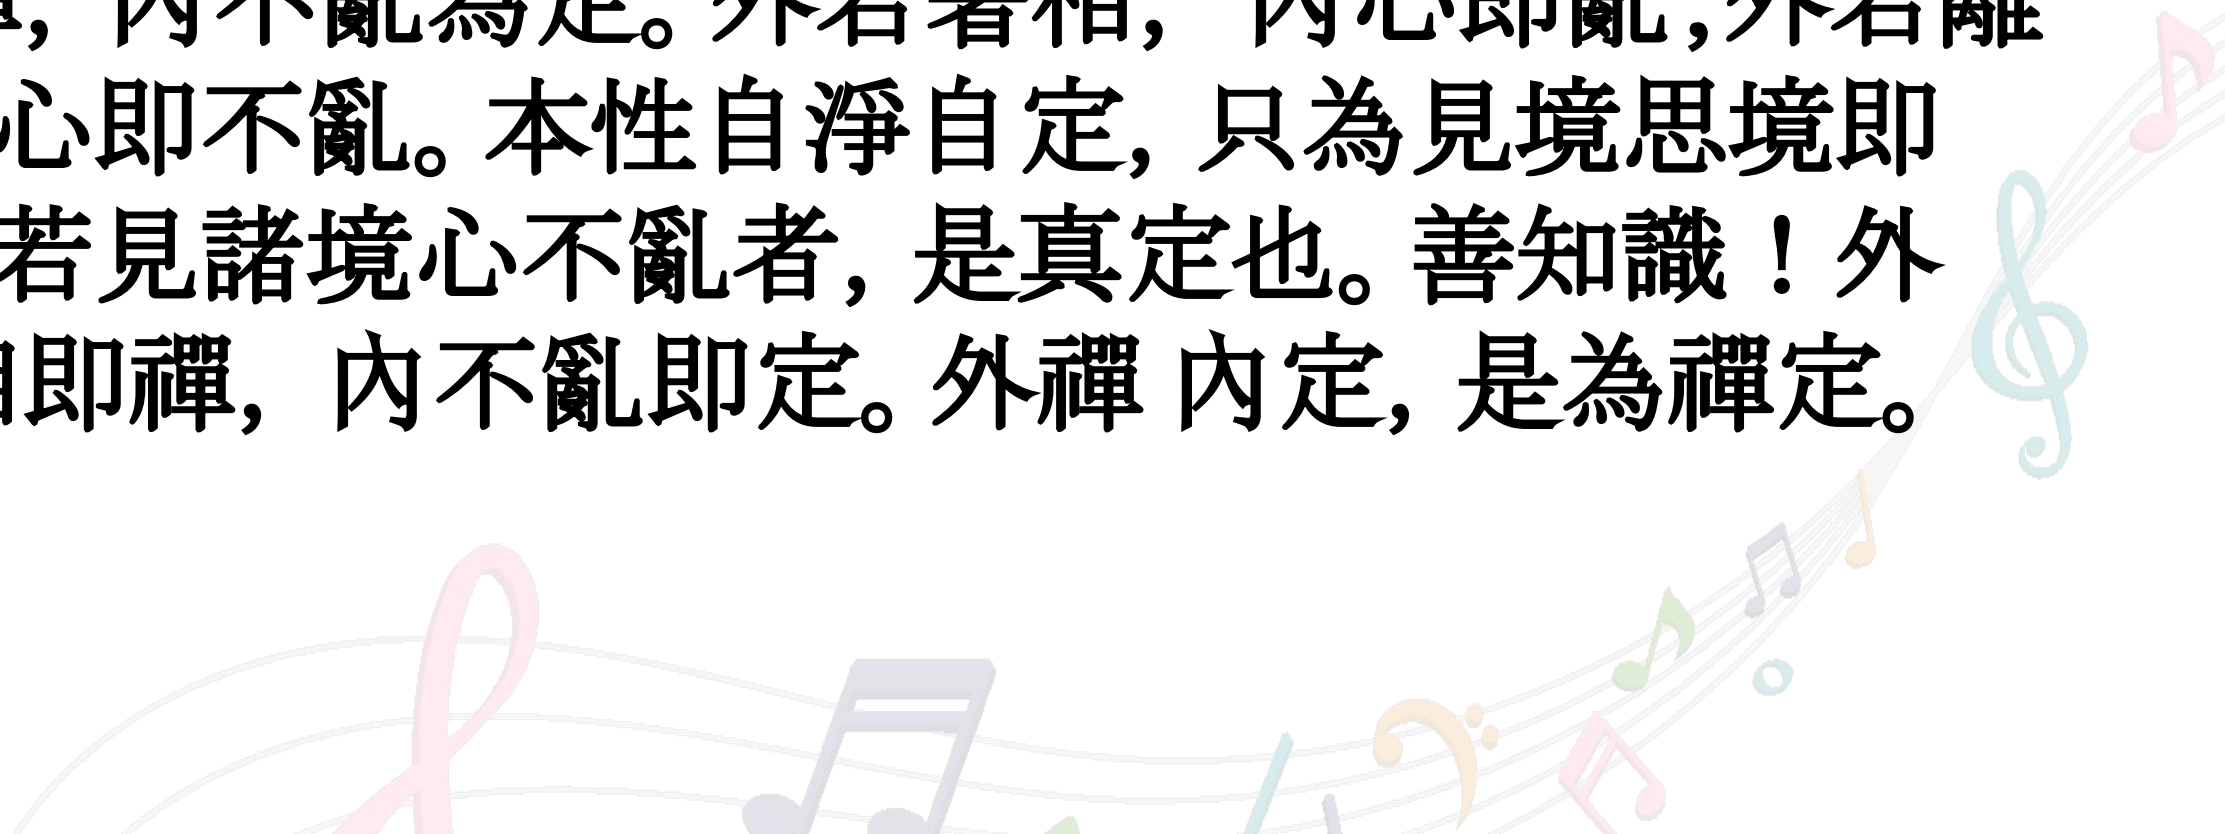 ,內不亂為定。外若著相,內心即亂,外若離
心即不亂。本性自淨自定,只為見境思境即
若見諸境心不亂者,是真定也。善知識！外
即禪,內不亂即定。外禪 內定,是為禪定。